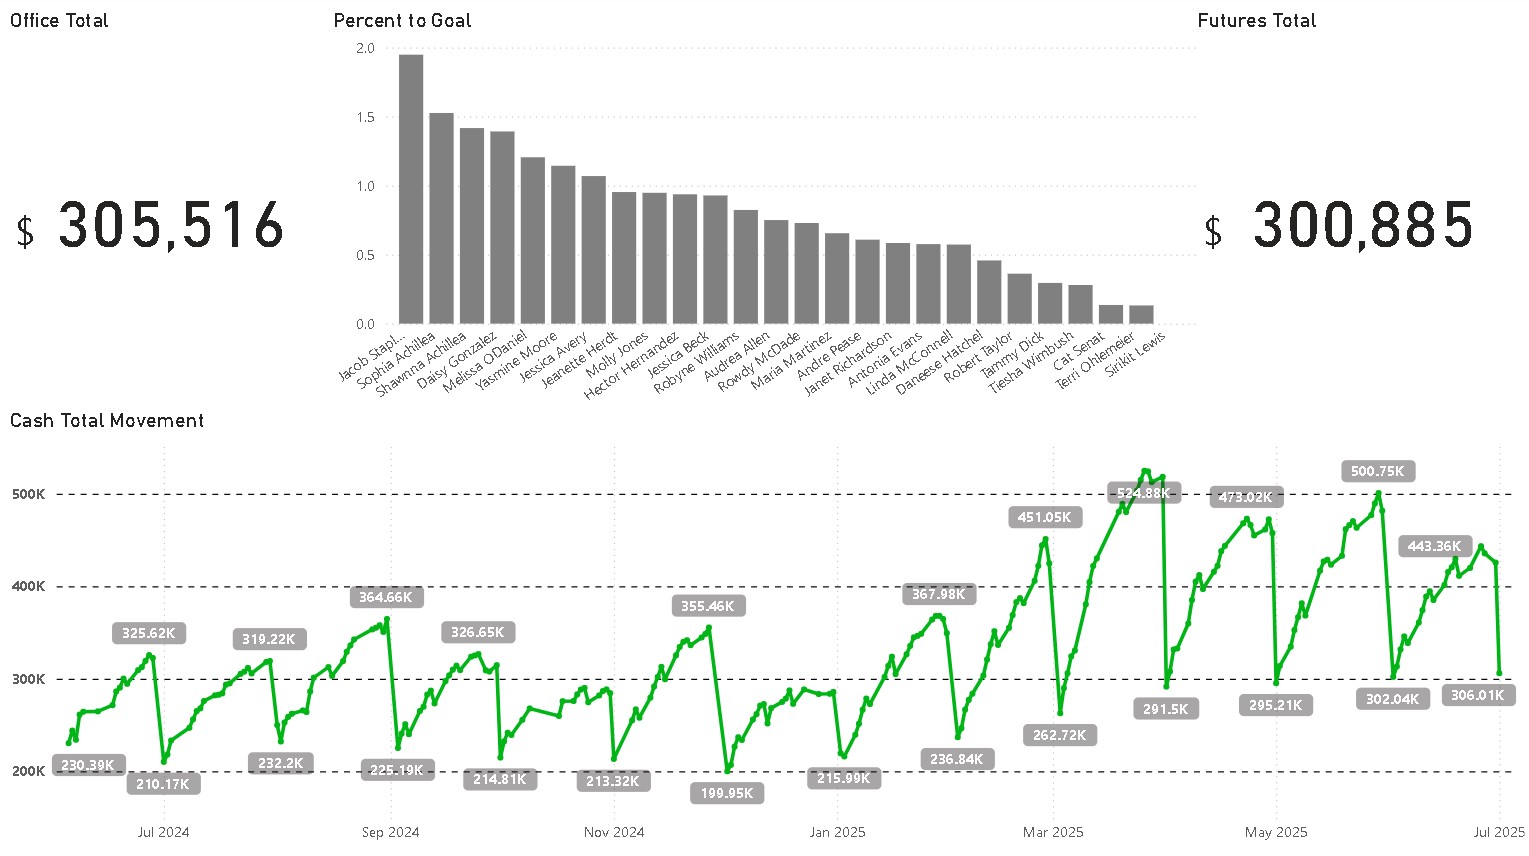 Office Total
$ 305,516
Percent to Goal
2.0
1.5
1.0
0.5
0.0
Jacob Stapl...
Sophia Achillea
Shawnna Achillea
Daisy Gonzalez
Melissa ODaniel
Yasmine Moore
Jessica Avery
Jeanette Herdt
Molly Jones
Hector Hernandez
Jessica Beck
Robyne Williams
Audrea Allen
Rowdy McDade
Maria Martinez
Andre Pease
Janet Richardson
Antonia Evans
Linda McConnell
Daneese Hatchel
Robert Taylor
Tammy Dick
Tiesha Wimbush
Cat Senat
Terri Ohlemeier
Sirikit Lewis
Futures Total
$ 300,885
Cash Total Movement
500K
400K
300K
200K
230.39K
325.62K
210.17K
319.22K
232.2K
364.66K
225.19K
326.65K
214.81K
213.32K
355.46K
199.95K
215.99K
367.98K
236.84K
451.05K
262.72K
524.88K
291.5K
473.02K
295.21K
500.75K
302.04K
443.36K
306.01K
Jul 2024
Sep 2024
Nov 2024
Jan 2025
Mar 2025
May 2025
Jul 2025